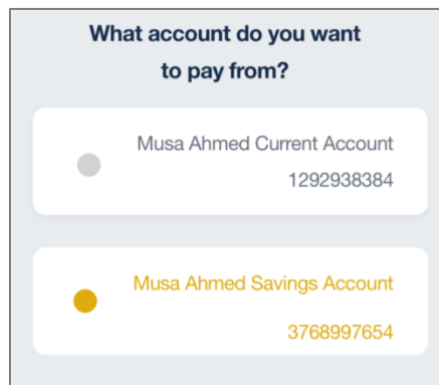 What account do you want
to pay from?
Musa Ahmed Current Account
1292938384
Musa Ahmed Savings Account
3768997654